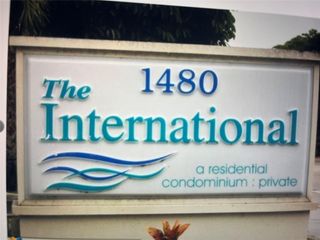 1480
The
International
a residential
condominium : private